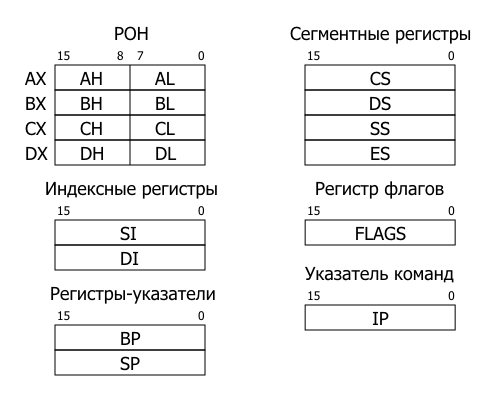 РОН
15 8 7 0
AX AH AL
BX BH BL
CX CH CL
DX DH DL
Индексные регистры
15 0
SI
DI
Регистры-указатели
15 0
BP
SP
Сегментные регистры
15 0
CS
DS
SS
ES
Регистр флагов
15 0
FLAGS
Указатель команд
15 0
IP